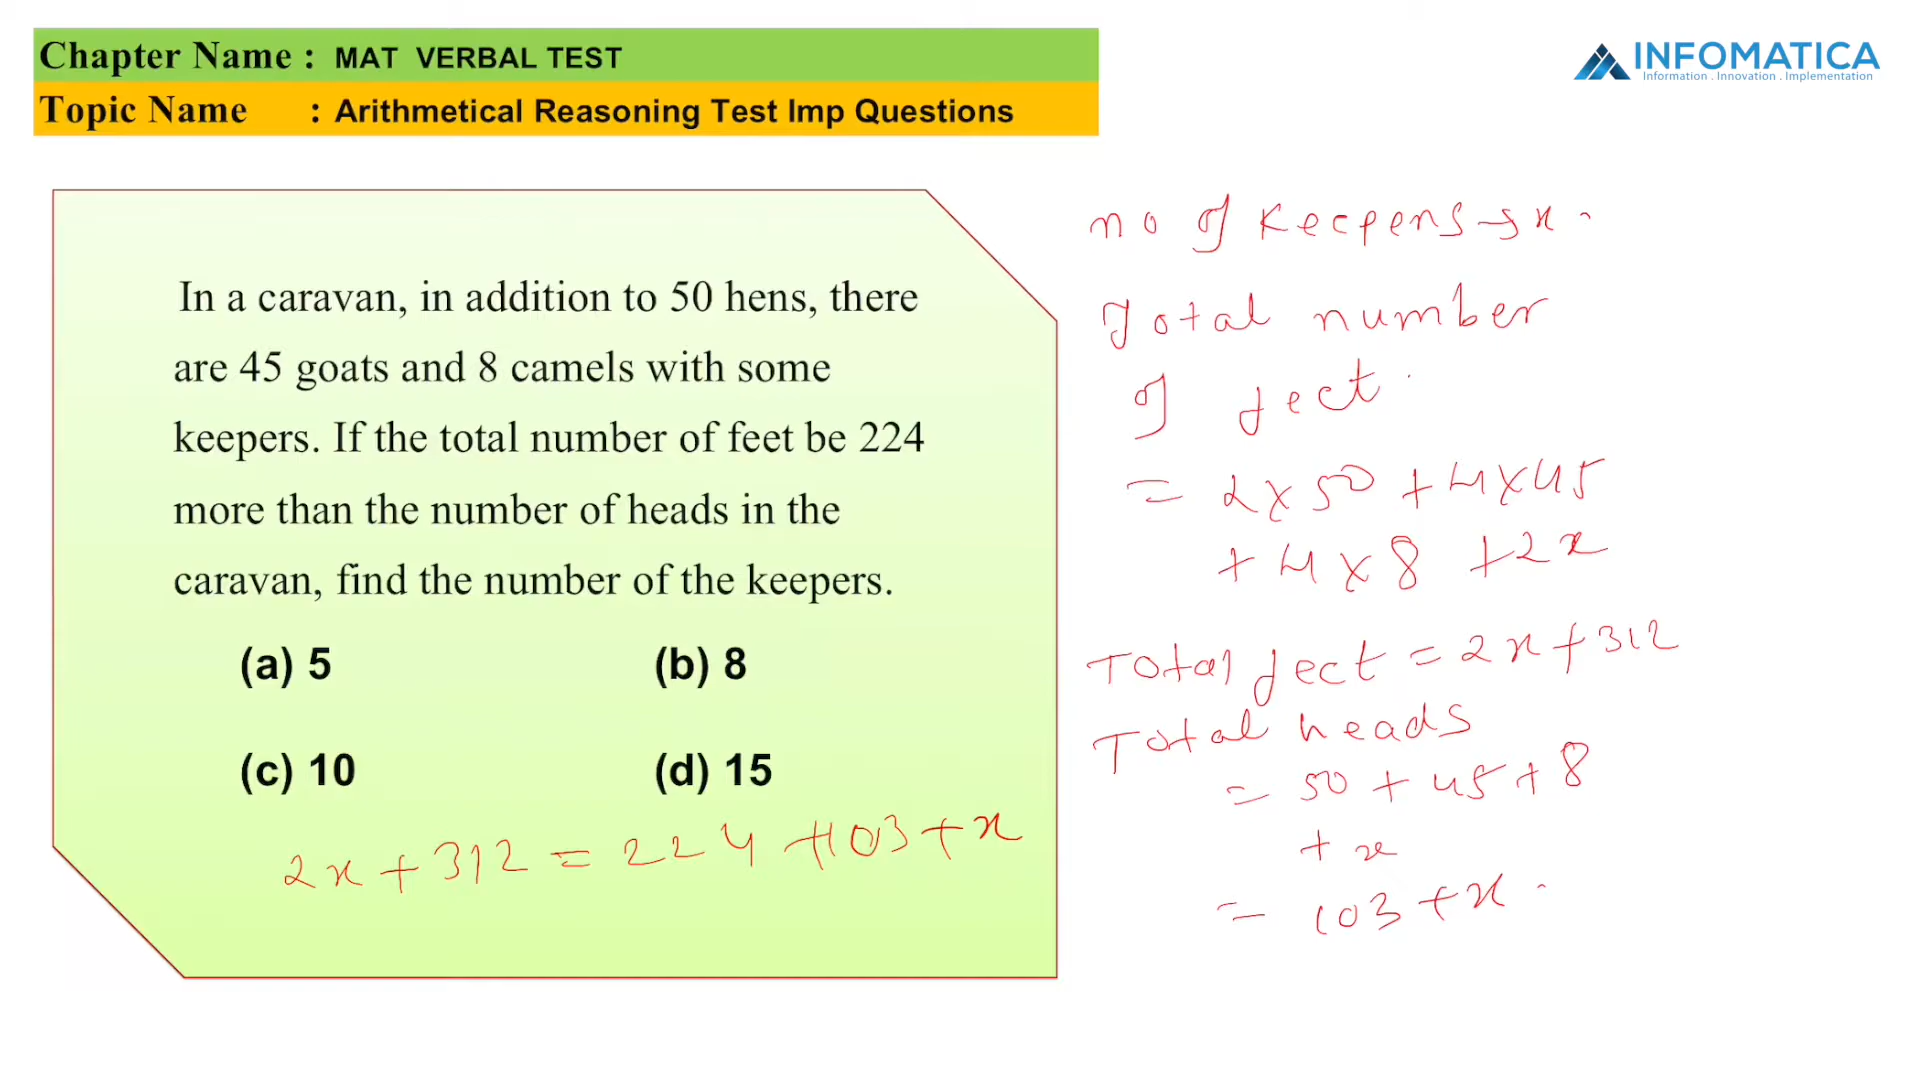 Chapter Name : MAT VERBAL TEST
Topic Name : Arithmetical Reasoning Test Imp Questions
INFOMATICA
Information . Innovation . Implementation
In a caravan, in addition to 50 hens, there
are 45 goats and 8 camels with some
keepers. If the total number of feet be 224
more than the number of heads in the
caravan, find the number of the keepers.
(a) 5 (b) 8
(c) 10 (d) 15
2x + 312 = 224 + 103 + x
no of keepers → x.
Total number
of feet.
= 2 x 50 + 4 x 45
+ 4 x 8 + 2x
Total feet = 2x + 312
Total heads
= 50 + 45 + 8
+ x
= 103 + x.